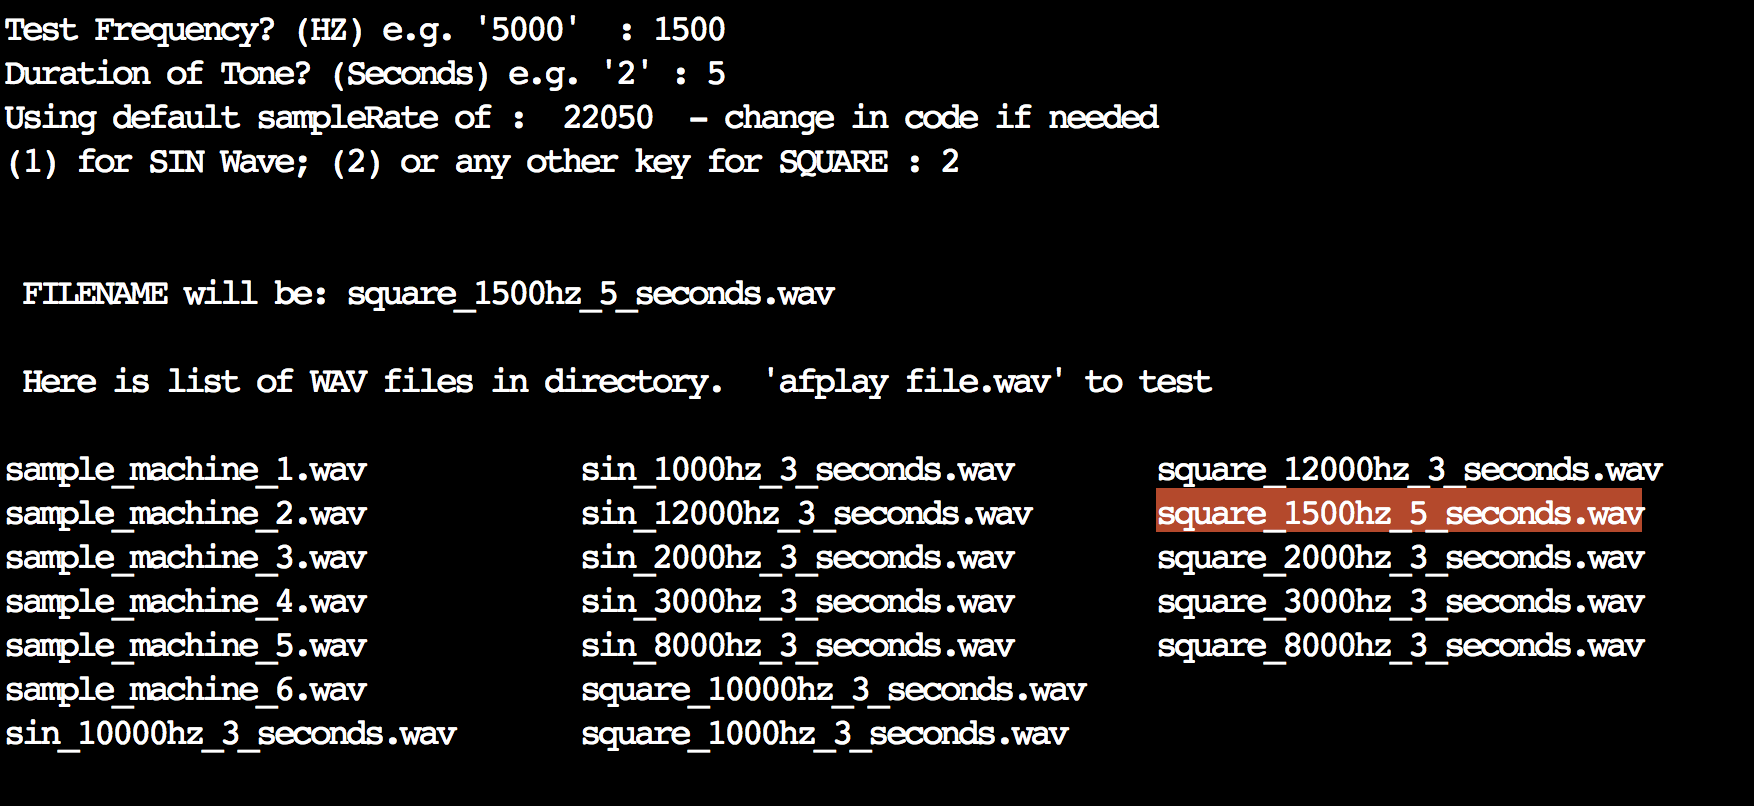 Test Frequency? (HZ) e.g. '5000'  : 1500
Duration of Tone? (Seconds) e.g. '2' : 5
Using default sampleRate of :  22050  - change in code if needed
(1) for SIN Wave; (2) or any other key for SQUARE : 2
FILENAME will be: square_1500hz_5_seconds.wav
Here is list of WAV files in directory.  'afplay file.wav' to test
sample_machine_1.wav            sin_1000hz_3_seconds.wav        square_12000hz_3_seconds.wav
sample_machine_2.wav            sin_12000hz_3_seconds.wav       square_1500hz_5_seconds.wav
sample_machine_3.wav            sin_2000hz_3_seconds.wav        square_2000hz_3_seconds.wav
sample_machine_4.wav            sin_3000hz_3_seconds.wav        square_3000hz_3_seconds.wav
sample_machine_5.wav            sin_8000hz_3_seconds.wav        square_8000hz_3_seconds.wav
sample_machine_6.wav            square_10000hz_3_seconds.wav
sin_10000hz_3_seconds.wav       square_1000hz_3_seconds.wav